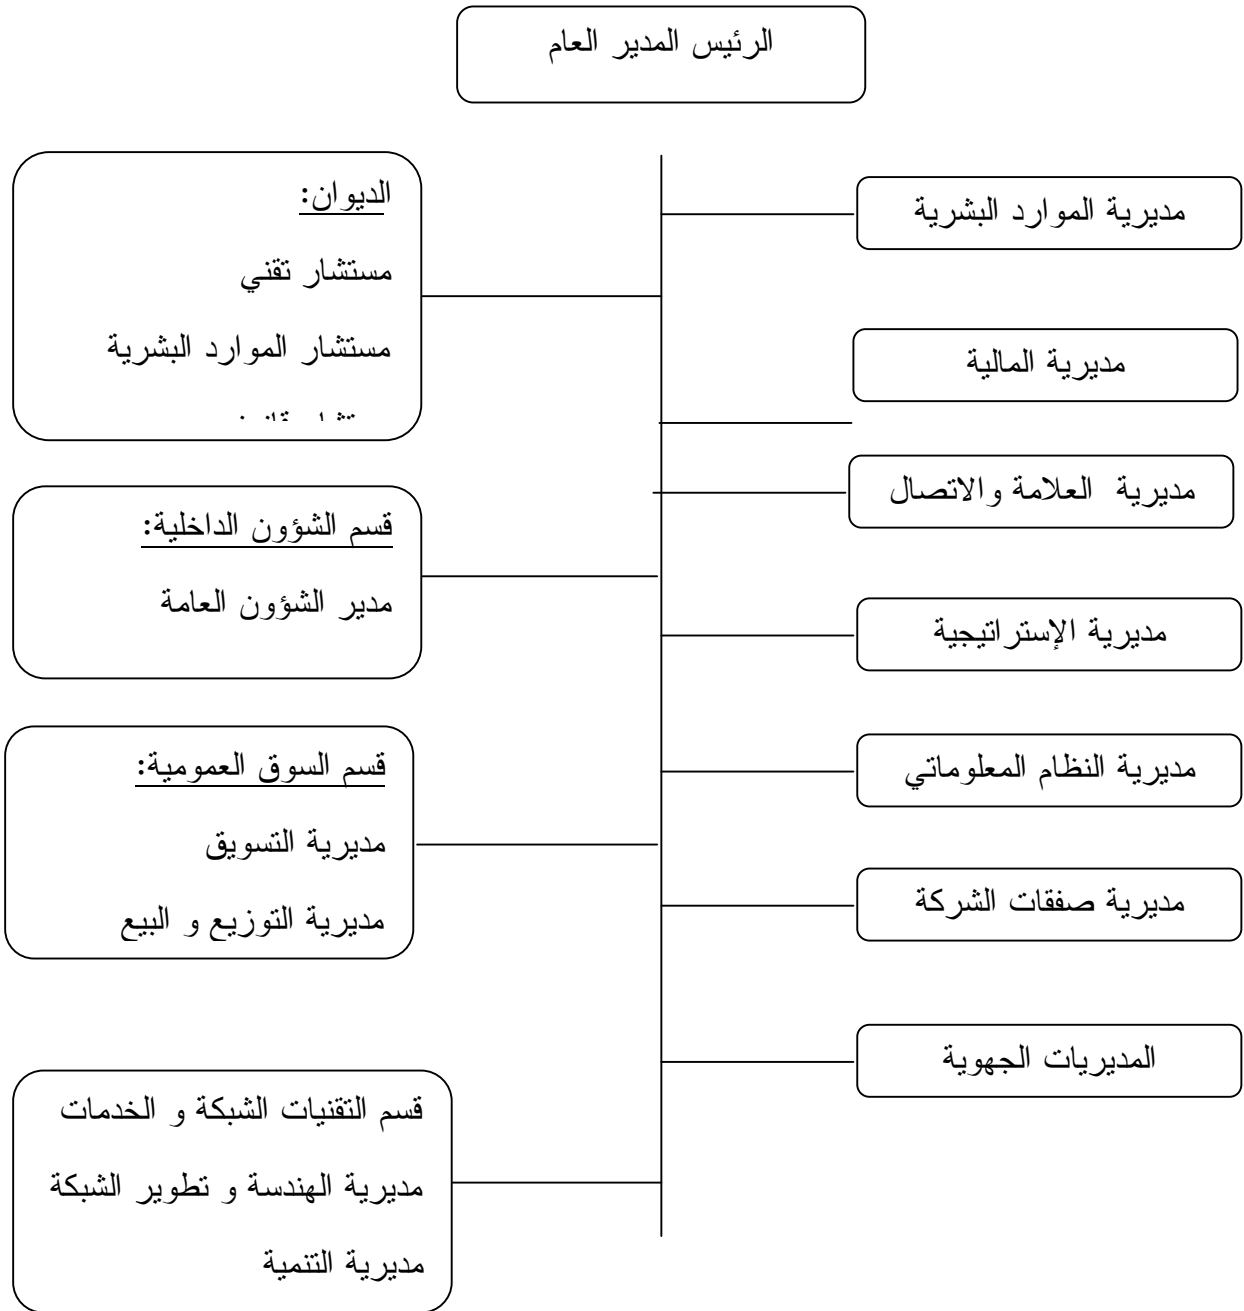 الرئيس المدير العام
الديوان:
مستشار تقني
مستشار الموارد البشرية
مديرية الموارد البشرية
مديرية المالية
مديرية العلامة والاتصال
قسم الشؤون الداخلية:
مدير الشؤون العامة
مديرية الإستراتيجية
قسم السوق العمومية:
مديرية التسويق
مديرية التوزيع و البيع
مديرية النظام المعلوماتي
مديرية صفقات الشركة
المديريات الجهوية
قسم التقنيات الشبكة و الخدمات
مديرية الهندسة و تطوير الشبكة
مديرية التنمية